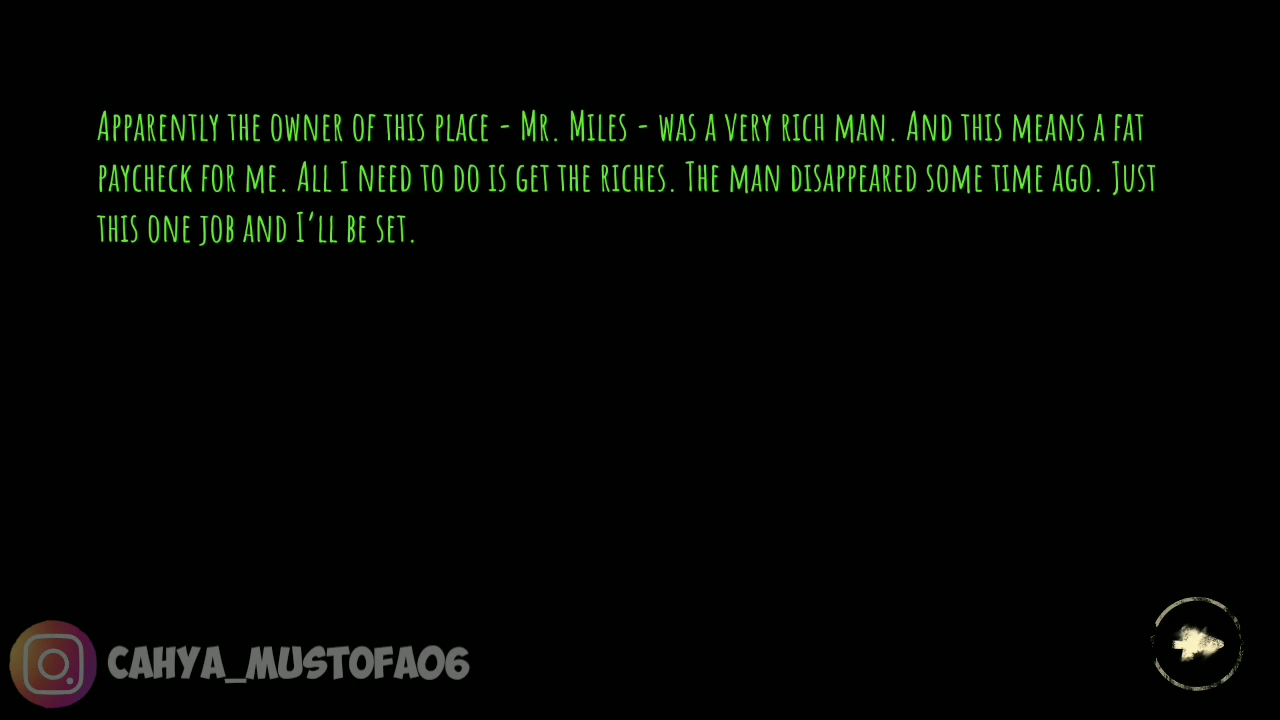 Apparently the owner of this place - Mr. Miles - was a very rich man. And this means a fat
paycheck for me. All I need to do is get the riches. The man disappeared some time ago. Just
this one job and I'll be set.
CAHYA_MUSTOFA06